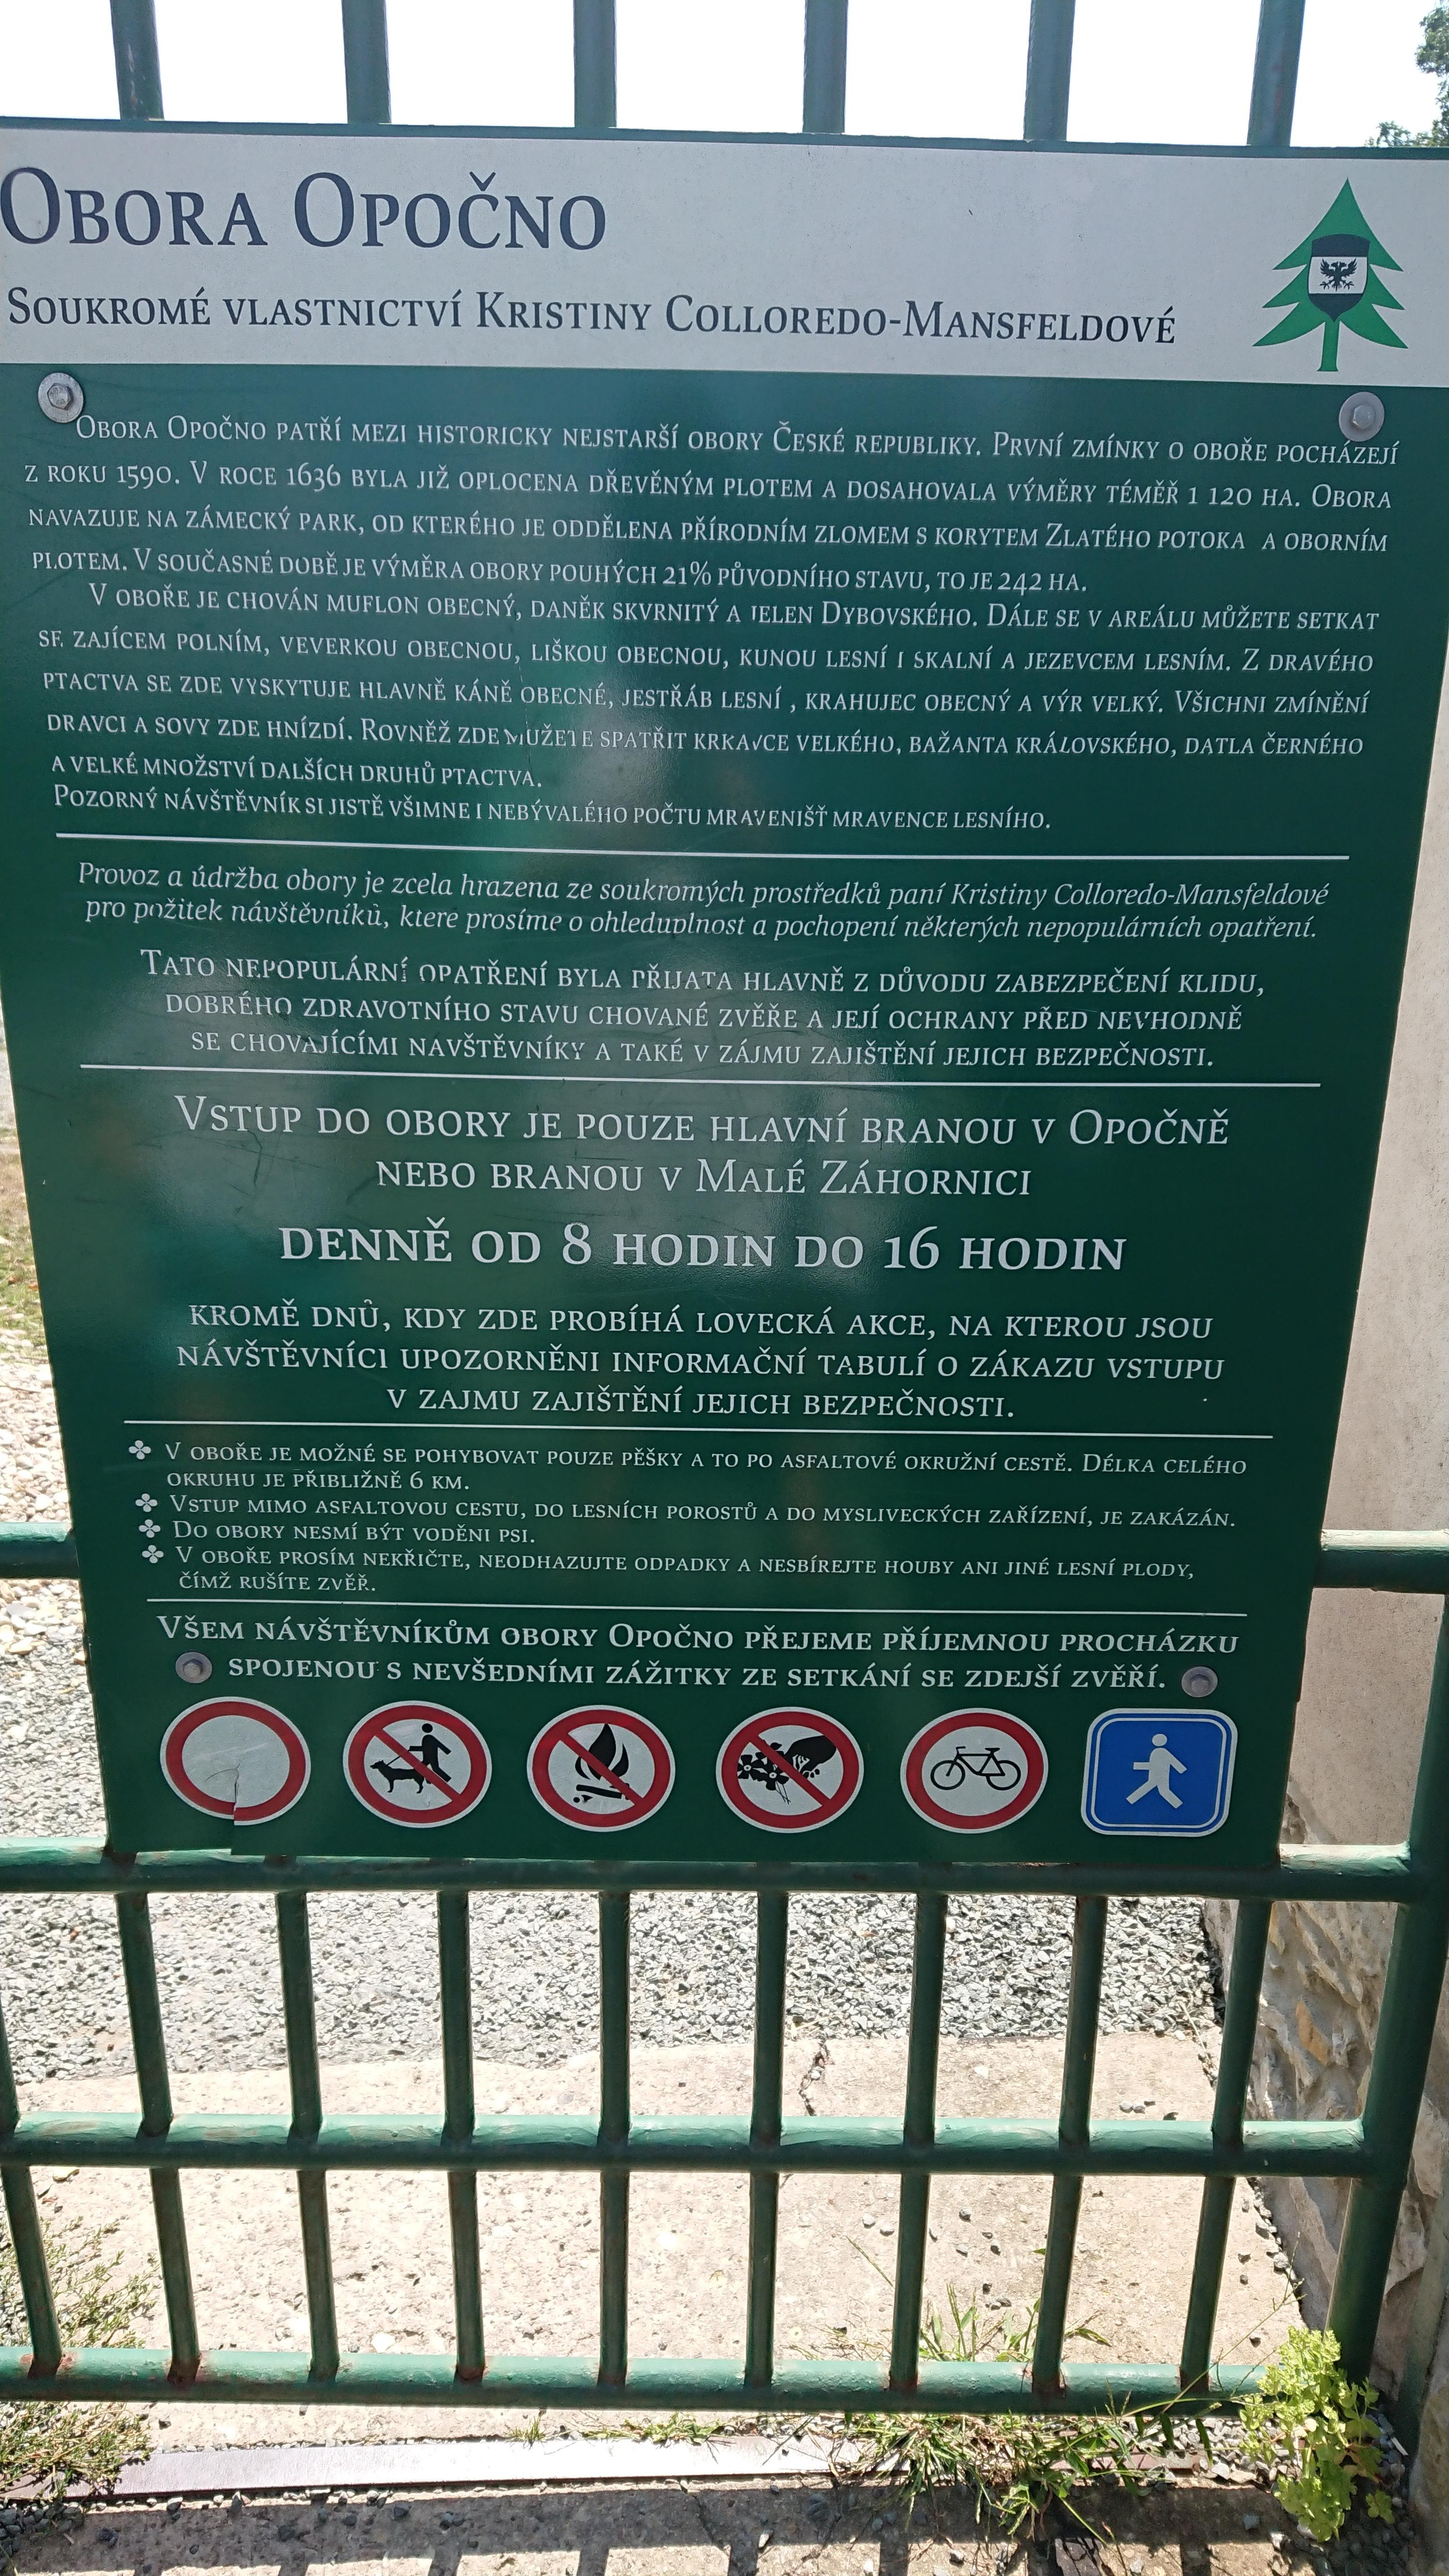 Obora Opočno
Soukromé vlastnictví Kristiny Colloredo-Mansfeldové
Obora Opočno patří mezi historicky nejstarší obory České republiky. První zmínky o oboře pocházejí
z roku 1590. V roce 1636 byla již oplocena dřevěným plotem a dosahovala výměry téměř 1 120 ha. Obora
navazuje na zámecký park, od kterého je oddělena přírodním zlomem s korytem Zlatého potoka a oborním
plotem. V současné době je výměra obory pouhých 21% původního stavu, to je 242 ha.
V oboře je chován muflon obecný, daněk skvrnitý a jelen Dybovského. Dále se v areálu můžete setkat
se zajícem polním, veverkou obecnou, liškou obecnou, kunou lesní i skalní a jezevcem lesním. Z dravého
ptactva se zde vyskytuje hlavně káně obecné, jestřáb lesní , krahujec obecný a výr velký. Všichni zmínění
dravci a sovy zde hnízdí. Rovněž zde můžete spatřit krkavce velkého, bažanta královského, datla černého
a velké množství dalších druhů ptactva.
Pozorný návštěvník si jistě všimne i nebývalého počtu mravenišť mravence lesního.
Provoz a údržba obory je zcela hrazena ze soukromých prostředků paní Kristiny Colloredo-Mansfeldové
pro požitek návštěvníků, ktere prosíme o ohleduplnost a pochopení některých nepopulárních opatření.
Tato nepopulární opatření byla přijata hlavně z důvodu zabezpečení klidu,
dobrého zdravotního stavu chované zvěře a její ochrany před nevhodně
se chovajícími navštěvníky a také v zájmu zajištění jejich bezpečnosti.
Vstup do obory je pouze hlavní branou v Opočně
nebo branou v Malé Záhornici
denně od 8 hodin do 16 hodin
kromě dnů, kdy zde probíhá lovecká akce, na kterou jsou
návštěvníci upozorněni informační tabulí o zákazu vstupu
v zajmu zajištění jejich bezpečnosti.
✤ V oboře je možné se pohybovat pouze pěšky a to po asfaltové okružní cestě. Délka celého
okruhu je přibližně 6 km.
✤ Vstup mimo asfaltovou cestu, do lesních porostů a do mysliveckých zařízení, je zakázán.
✤ Do obory nesmí být voděni psi.
✤ V oboře prosím nekřičte, neodhazujte odpadky a nesbírejte houby ani jiné lesní plody,
čímž rušíte zvěř.
Všem návštěvníkům obory Opočno přejeme příjemnou procházku
spojenou s nevšedními zážitky ze setkání se zdejší zvěří.